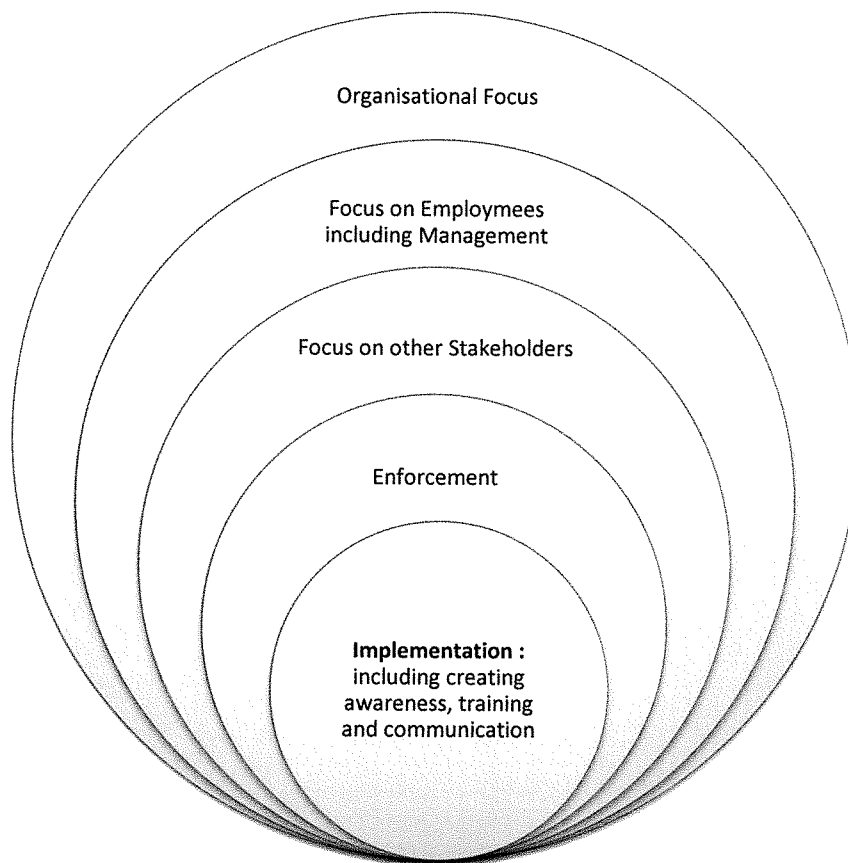 Organisational Focus
Focus on Employmees
including Management
Focus on other Stakeholders
Enforcement
Implementation :
including creating
awareness, training
and communication